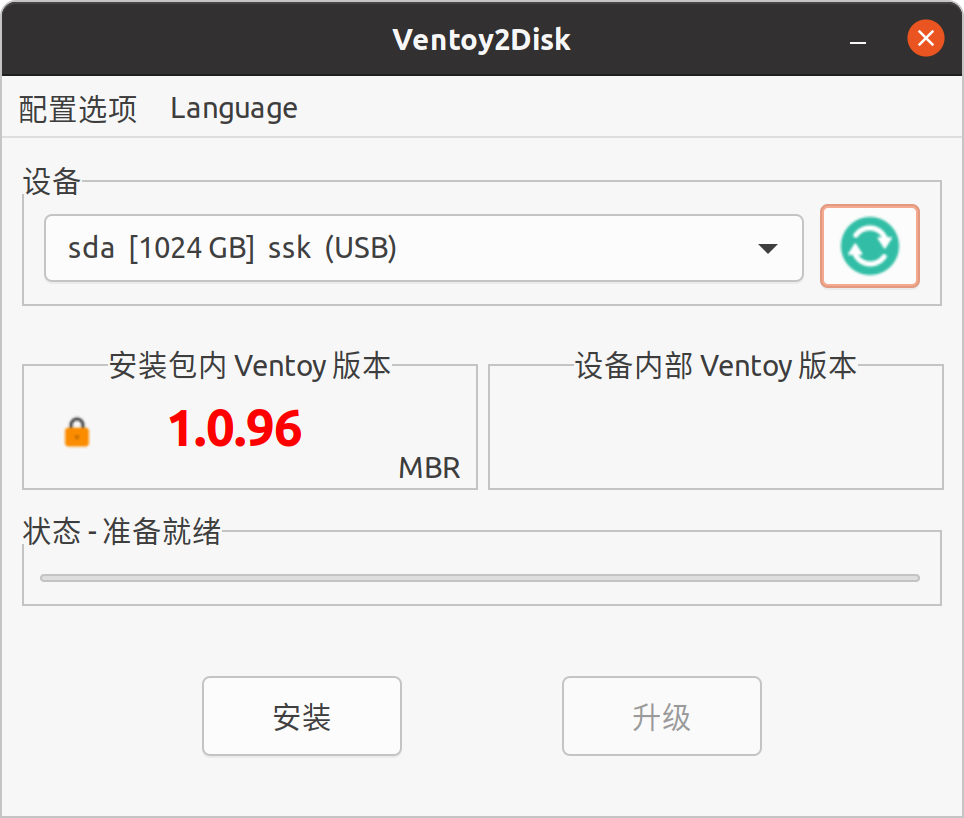 Ventoy2Disk
配置选项 Language
设备
sda [1024 GB] ssk (USB)
安装包内 Ventoy 版本
1.0.96
MBR
设备内部 Ventoy 版本
状态 - 准备就绪
安装 升级